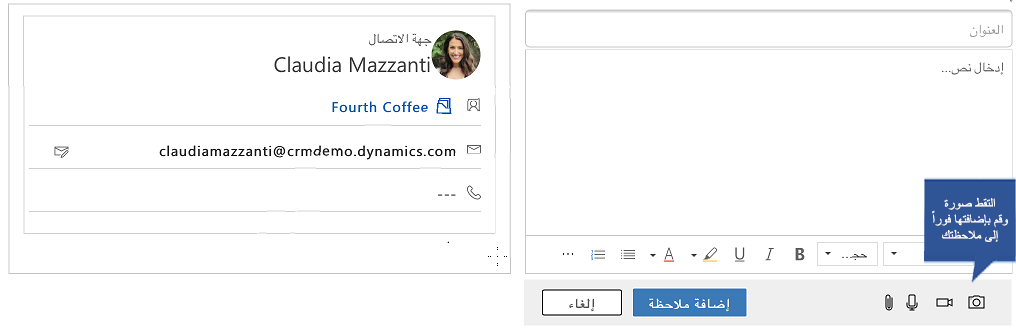 جهة الاتصال
Claudia Mazzanti
Fourth Coffee
claudiamazzanti@crmdemo.dynamics.com
---
العنوان
إدخال نص...
التقط صورة
وقم بإضافتها فوراً
إلى ملاحظتك
حجـ...
B I U A
إضافة ملاحظة
إلغاء